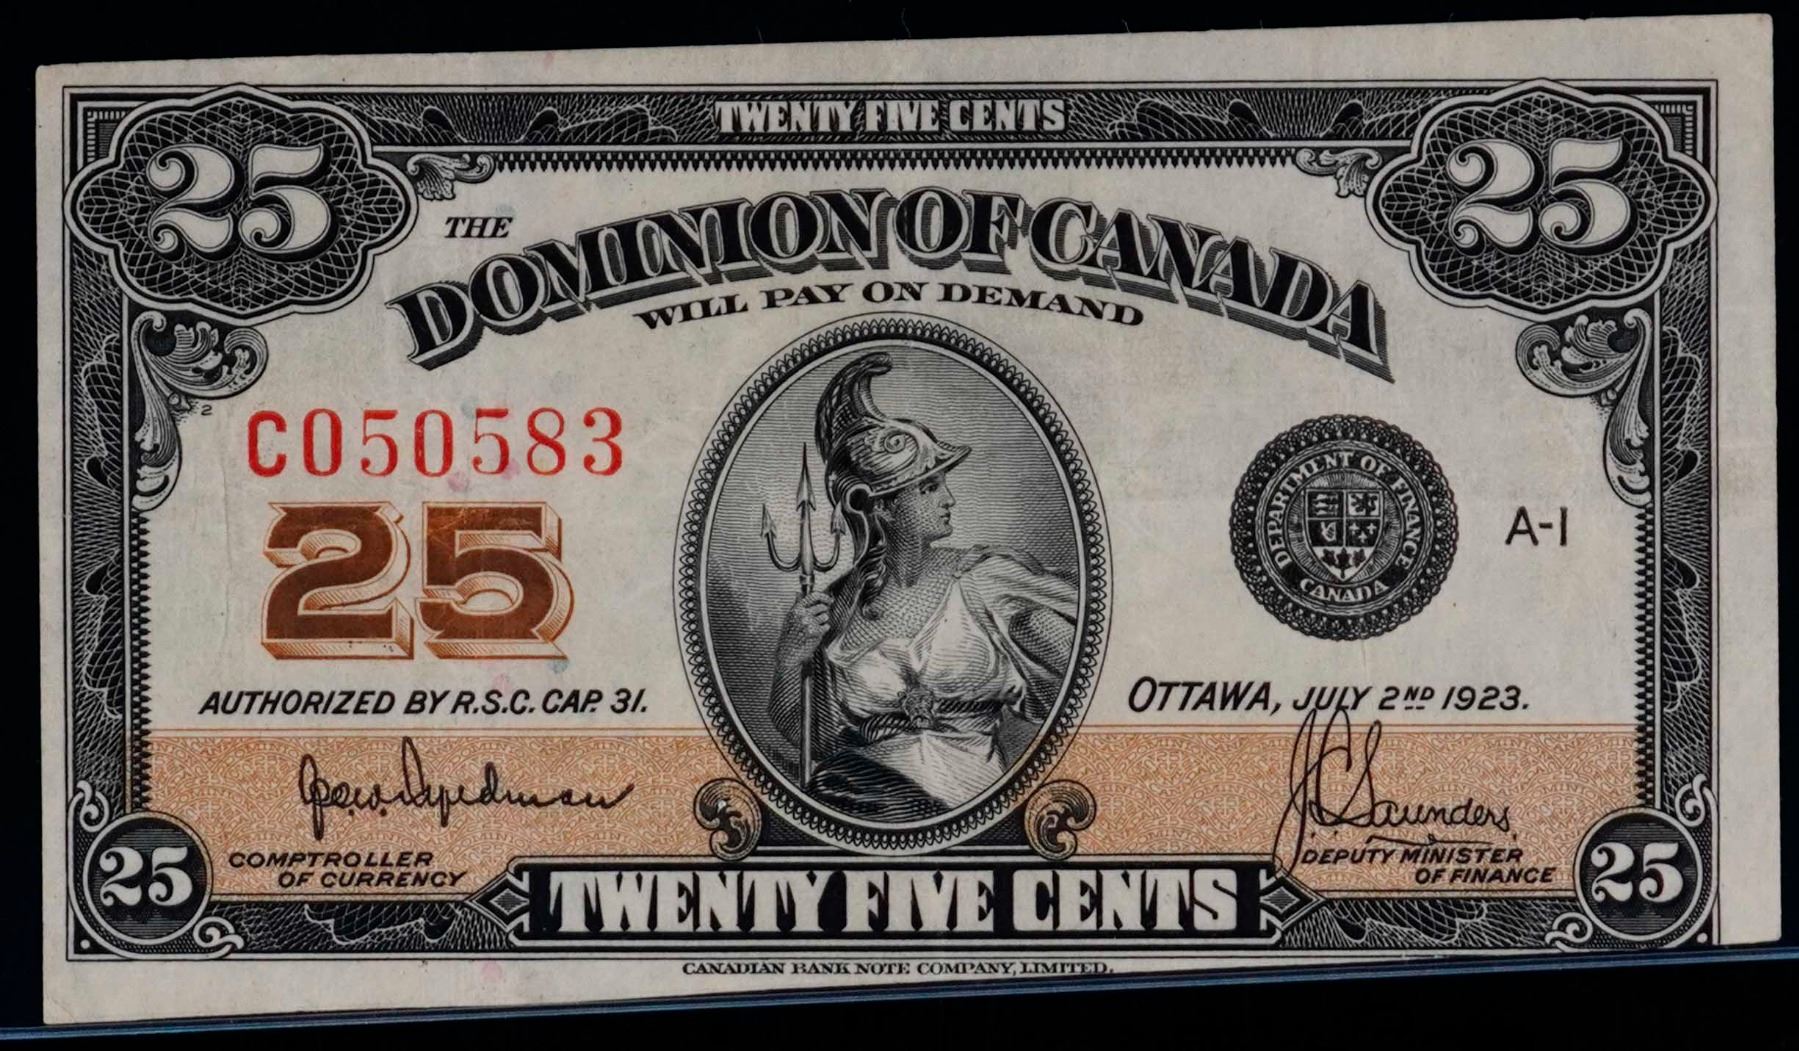 TWENTY FIVE CENTS
25 25
THE DOMINION OF CANADA
WILL PAY ON DEMAND
2
C050583
25
DEPARTMENT OF FINANCE
CANADA
A-1
AUTHORIZED BY R.S.C. CAP. 31.
OTTAWA, JULY 2ND 1923.
J C Saunders
COMPTROLLER
OF CURRENCY
DEPUTY MINISTER
OF FINANCE
25 TWENTY FIVE CENTS 25
CANADIAN BANK NOTE COMPANY, LIMITED.